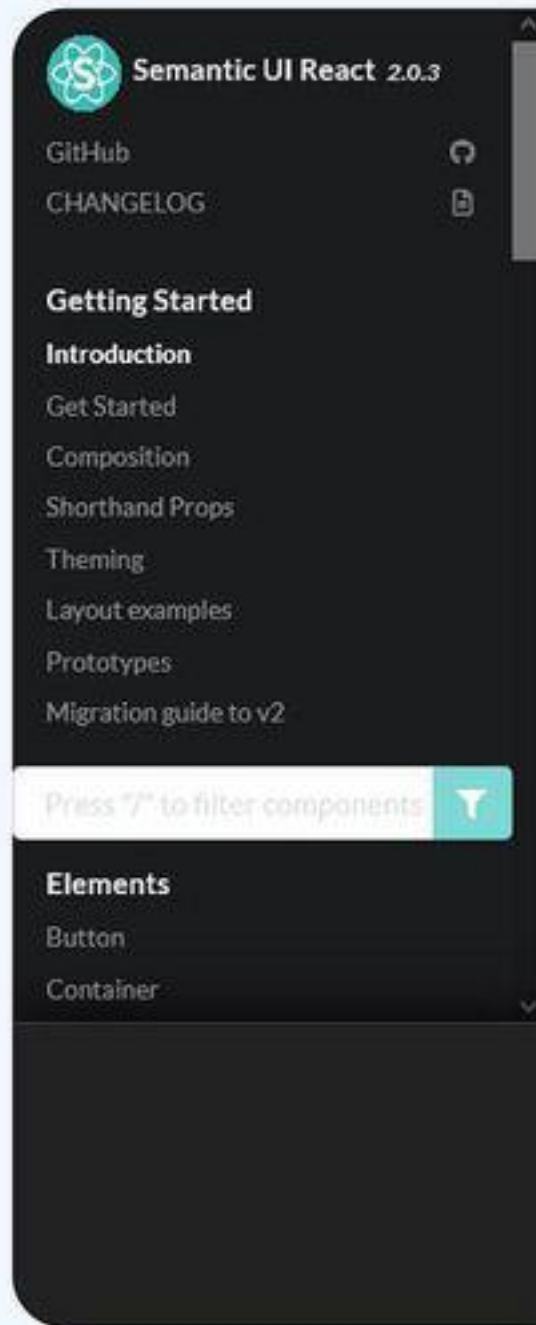 S
Semantic UI React 2.0.3
GitHub
CHANGELOG
Getting Started
Introduction
Get Started
Composition
Shorthand Props
Theming
Layout examples
Prototypes
Migration guide to v2
Press "/" to filter components
Elements
Button
Container